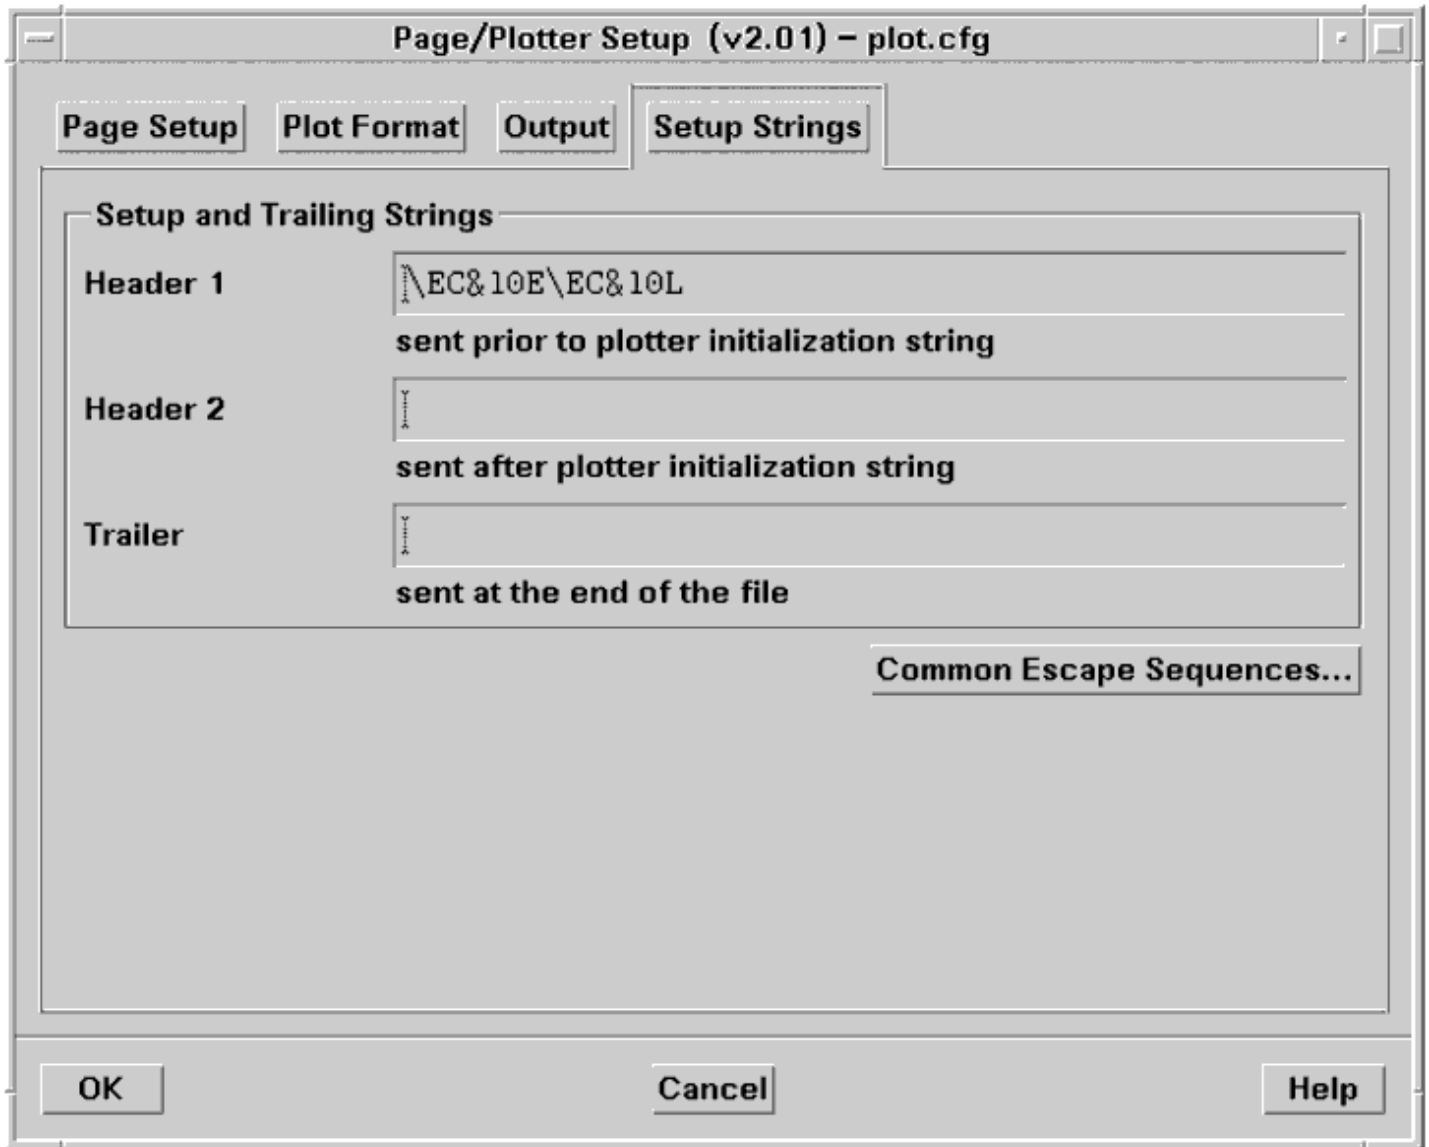 Page/Plotter Setup (v2.01) – plot.cfg
Page Setup Plot Format Output Setup Strings
Setup and Trailing Strings
Header 1 \EC&l0E\EC&l0L
sent prior to plotter initialization string
Header 2
sent after plotter initialization string
Trailer
sent at the end of the file
Common Escape Sequences...
OK Cancel Help